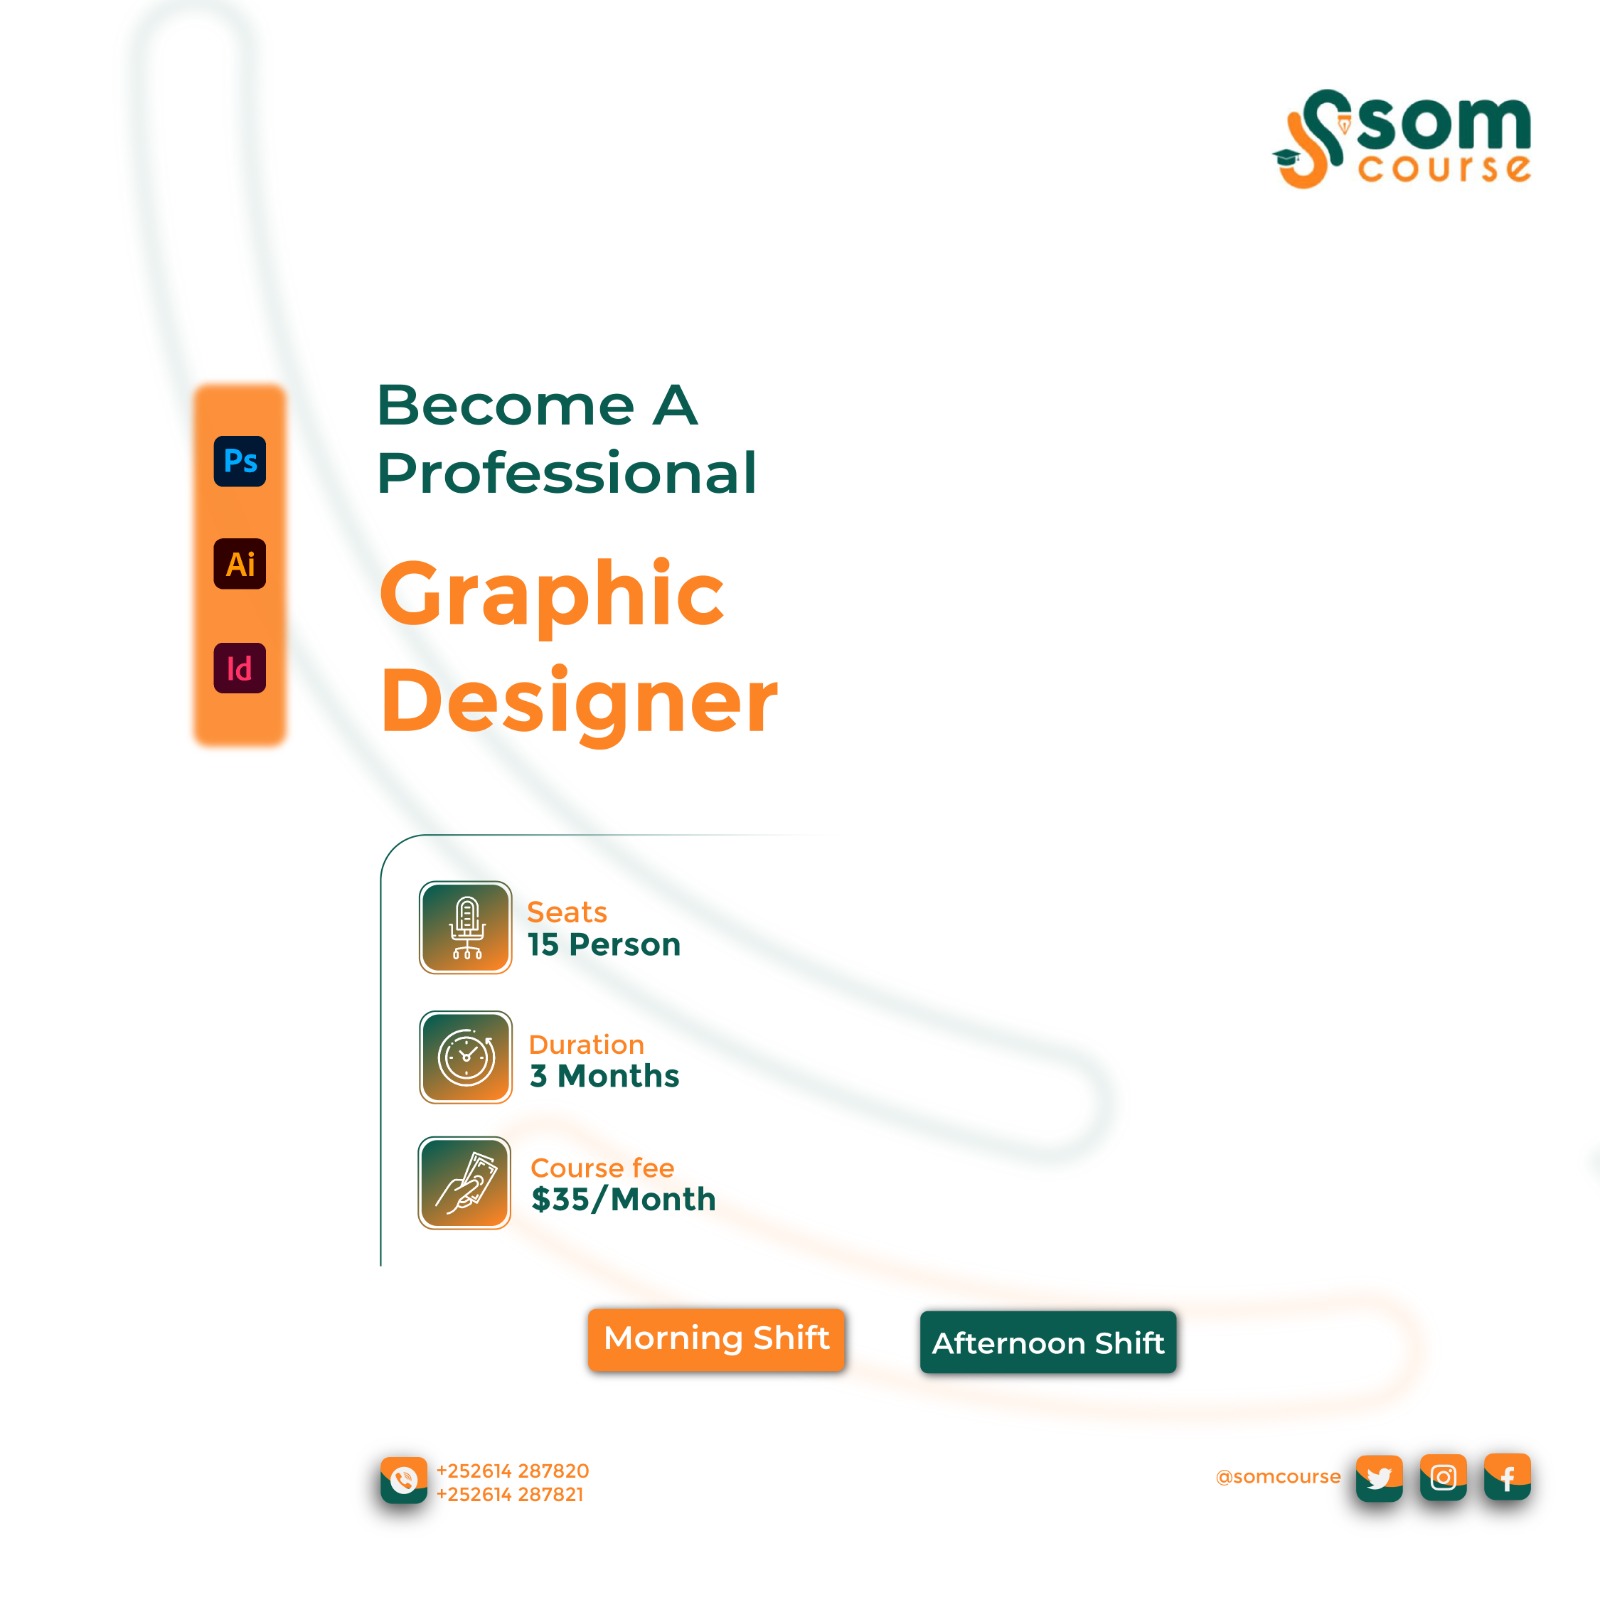 som
course
Become A
Professional
Ps
Ai
Id
Graphic
Designer
Seats
15 Person
Duration
3 Months
Course fee
$35/Month
Morning Shift
Afternoon Shift
+252614 287820
+252614 287821
@somcourse